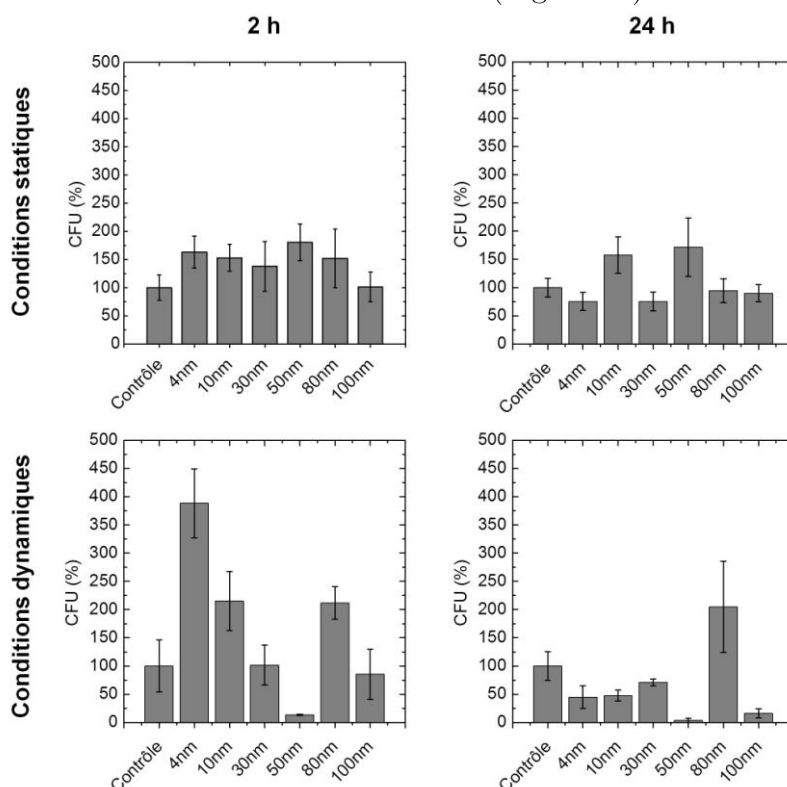 2 h
24 h
Conditions statiques
CFU (%)
500
450
400
350
300
250
200
150
100
50
0
Contrôle
4nm
10nm
30nm
50nm
80nm
100nm
CFU (%)
500
450
400
350
300
250
200
150
100
50
0
Contrôle
4nm
10nm
30nm
50nm
80nm
100nm
Conditions dynamiques
CFU (%)
500
450
400
350
300
250
200
150
100
50
0
Contrôle
4nm
10nm
30nm
50nm
80nm
100nm
CFU (%)
500
450
400
350
300
250
200
150
100
50
0
Contrôle
4nm
10nm
30nm
50nm
80nm
100nm